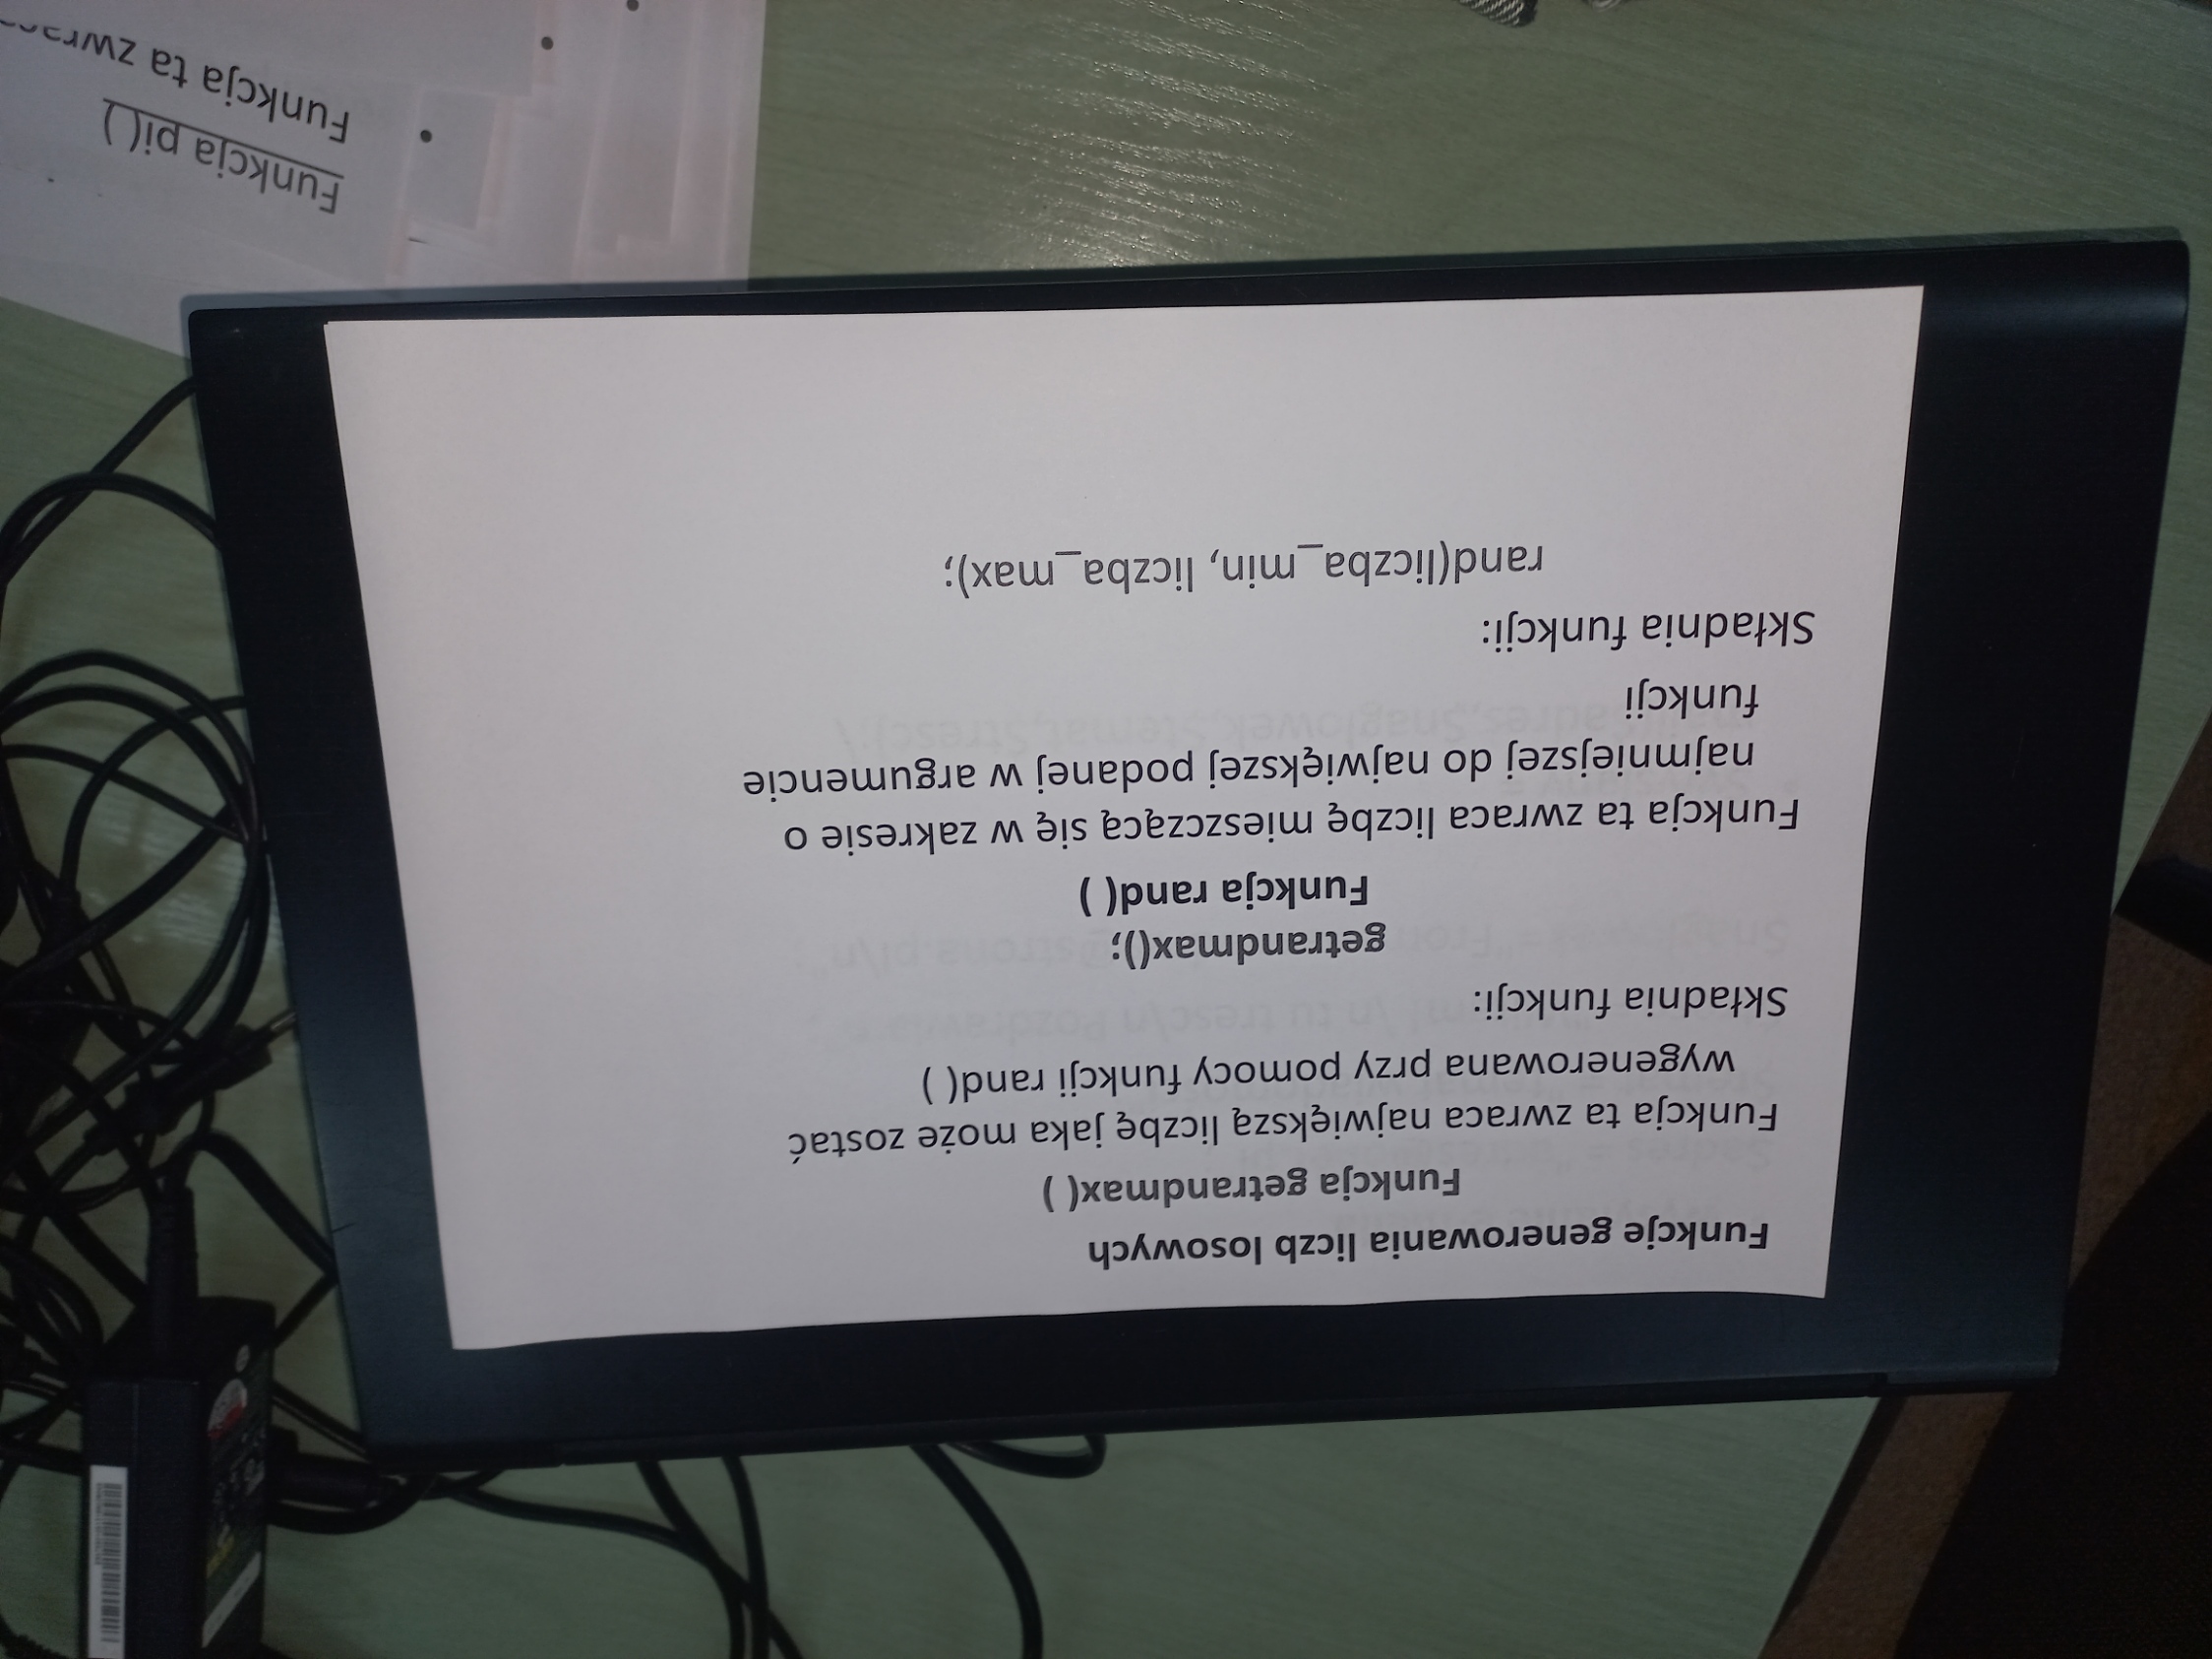 Funkcje generowania liczb losowych
Funkcja getrandmax( )
Funkcja ta zwraca największą liczbę jaka może zostać
wygenerowana przy pomocy funkcji rand( )
Składnia funkcji:
getrandmax();
Funkcja rand( )
Funkcja ta zwraca liczbę mieszczącą się w zakresie o
najmniejszej do największej podanej w argumencie
funkcji
Składnia funkcji:
rand(liczba_min, liczba_max);
Funkcja pi( )
• Funkcja ta
•
•